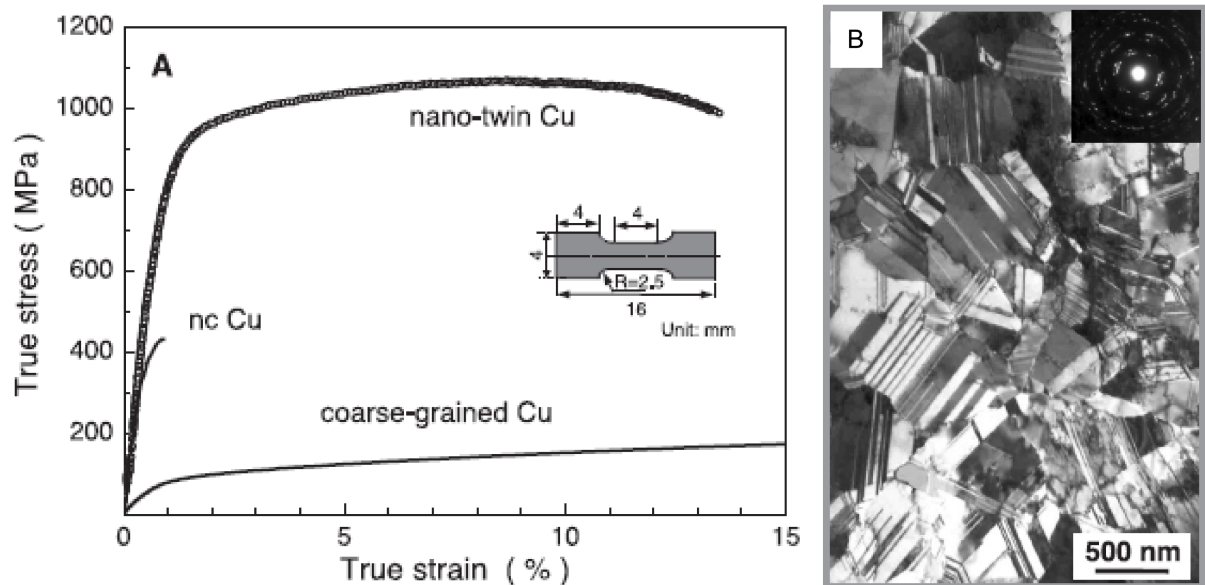 A
True stress ( MPa)
1200
1000
800
600
400
200
0
5
10
15
True strain ( % )
nano-twin Cu
nc Cu
coarse-grained Cu
4
4
4
R=2.5
16
Unit: mm
B
500 nm